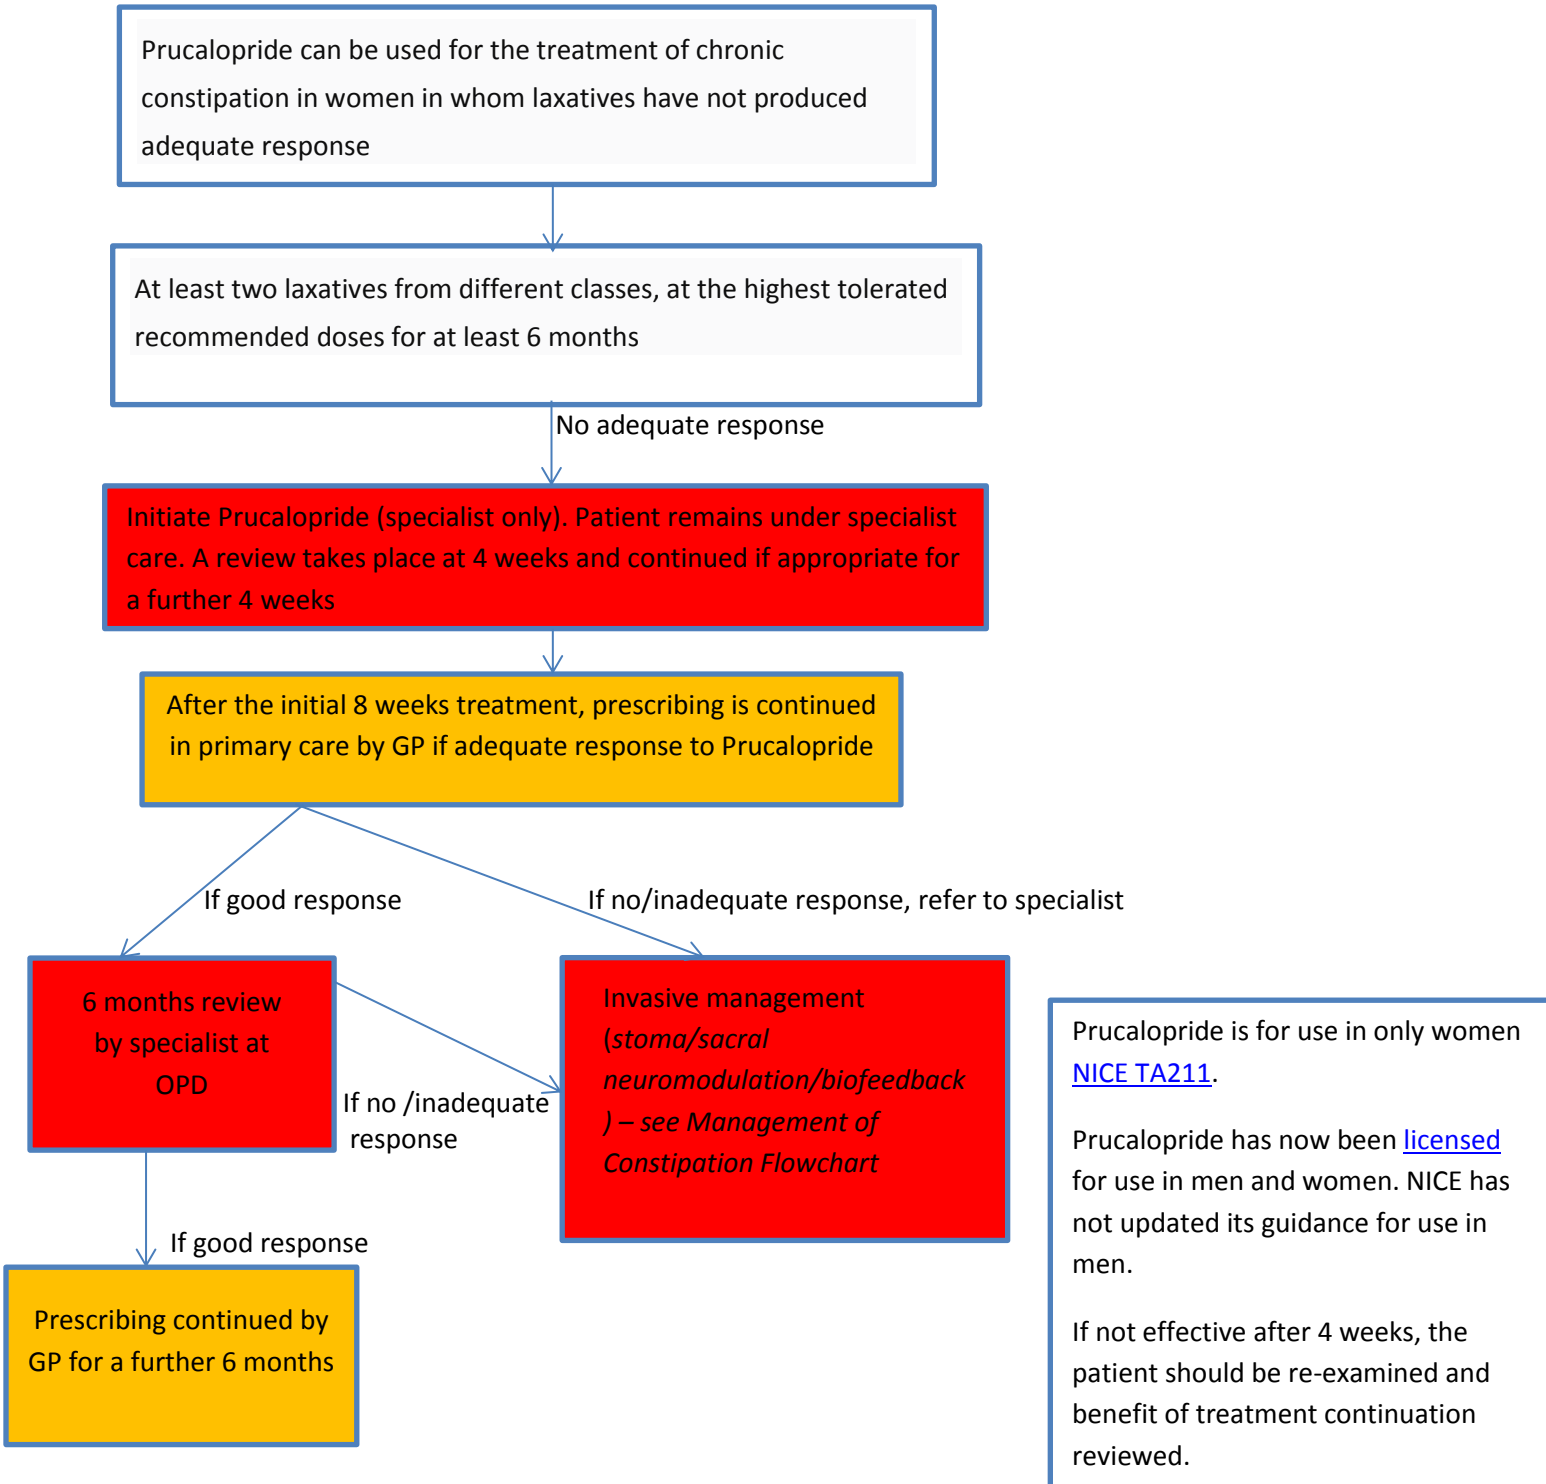 Prucalopride can be used for the treatment of chronic
constipation in women in whom laxatives have not produced
adequate response
At least two laxatives from different classes, at the highest tolerated
recommended doses for at least 6 months
No adequate response
Initiate Prucalopride (specialist only). Patient remains under specialist
care. A review takes place at 4 weeks and continued if appropriate for
a further 4 weeks
After the initial 8 weeks treatment, prescribing is continued
in primary care by GP if adequate response to Prucalopride
If good response
If no/inadequate response, refer to specialist
6 months review
by specialist at
OPD
If no /inadequate
response
Invasive management
(stoma/sacral
neuromodulation/biofeedback
) – see Management of
Constipation Flowchart
If good response
Prescribing continued by
GP for a further 6 months
Prucalopride is for use in only women
NICE TA211.
Prucalopride has now been licensed
for use in men and women. NICE has
not updated its guidance for use in
men.
If not effective after 4 weeks, the
patient should be re-examined and
benefit of treatment continuation
reviewed.